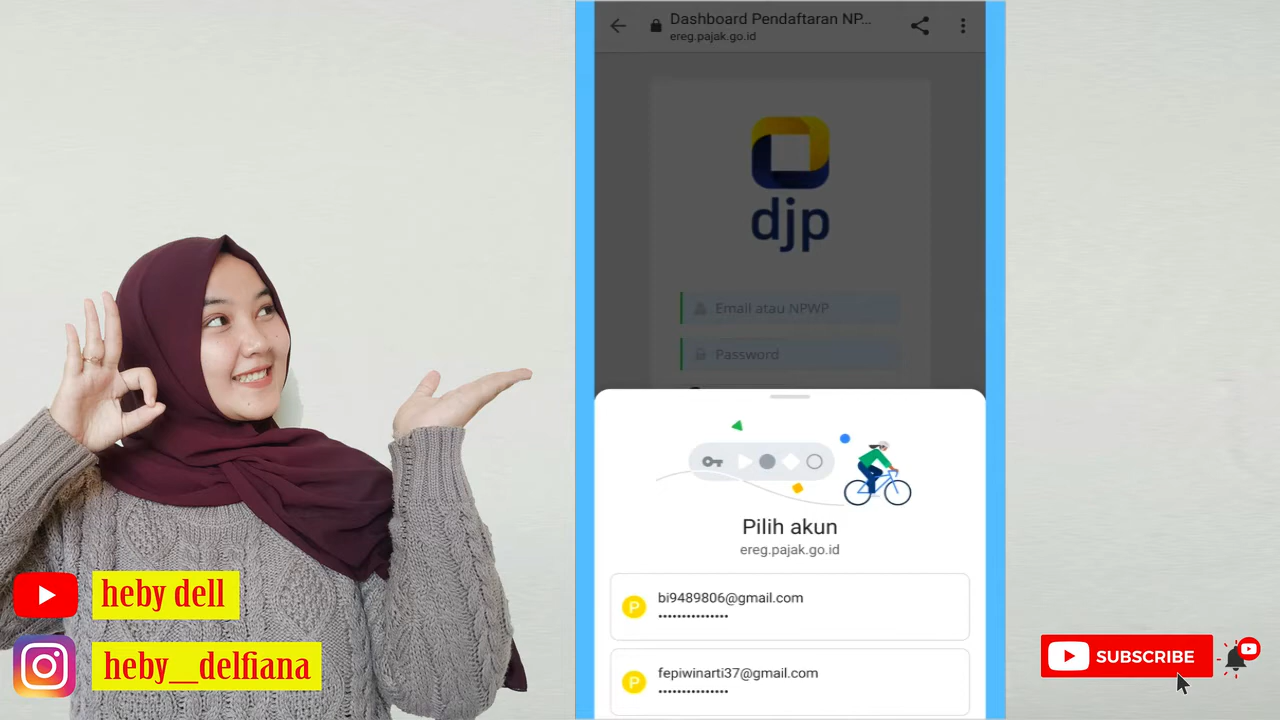 Dashboard Pendaftaran NP...
ereg.pajak.go.id
djp
Email atau NPWP
Password
Pilih akun
ereg.pajak.go.id
P
bi9489806@gmail.com
•••••••••••••••
P
fepiwinarti37@gmail.com
•••••••••••••••
heby dell
heby__delfiana
SUBSCRIBE